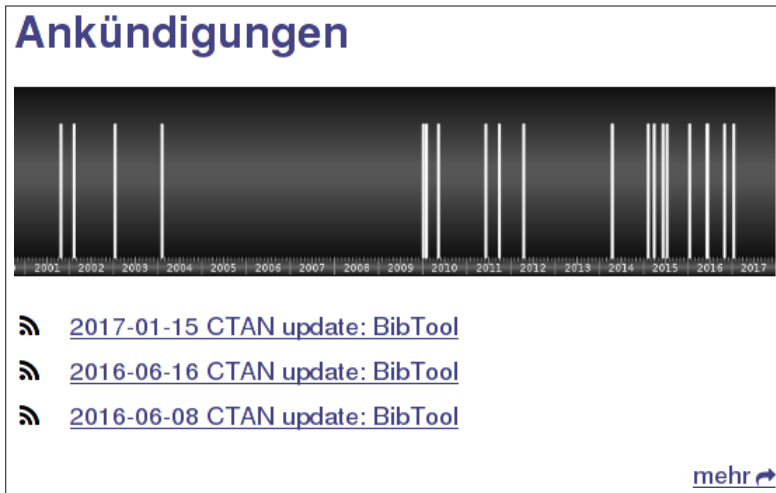 Ankündigungen
2001 2002 2003 2004 2005 2006 2007 2008 2009 2010 2011 2012 2013 2014 2015 2016 2017
2017-01-15 CTAN update: BibTool
2016-06-16 CTAN update: BibTool
2016-06-08 CTAN update: BibTool
mehr